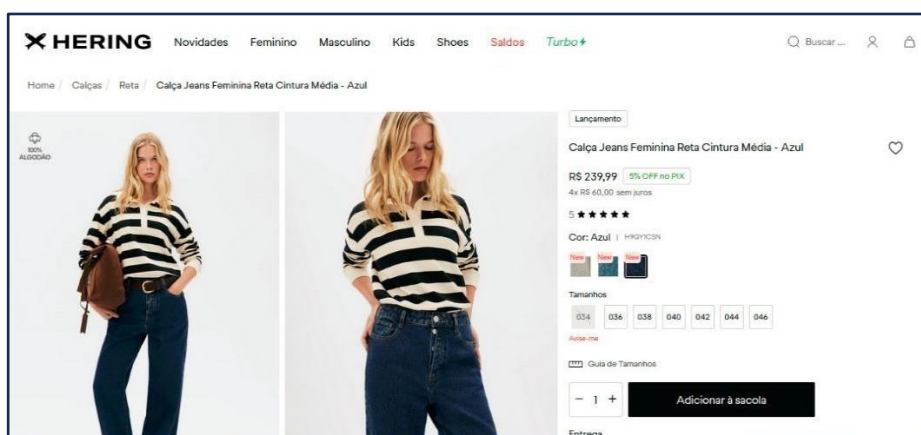 HERING Novidades Feminino Masculino Kids Shoes Saldos Turbo Buscar ...
Home / Calças / Reta / Calça Jeans Feminina Reta Cintura Média - Azul
100%
ALGODÃO
Lançamento
Calça Jeans Feminina Reta Cintura Média - Azul
R$ 239,99 5% OFF no PIX
4x R$ 60,00 sem juros
5 ★★★★★
Cor: Azul | H9GY1CSN
New New New
Tamanhos
034 036 038 040 042 044 046
Avise-me
Guia de Tamanhos
− 1 + Adicionar à sacola
Entrega